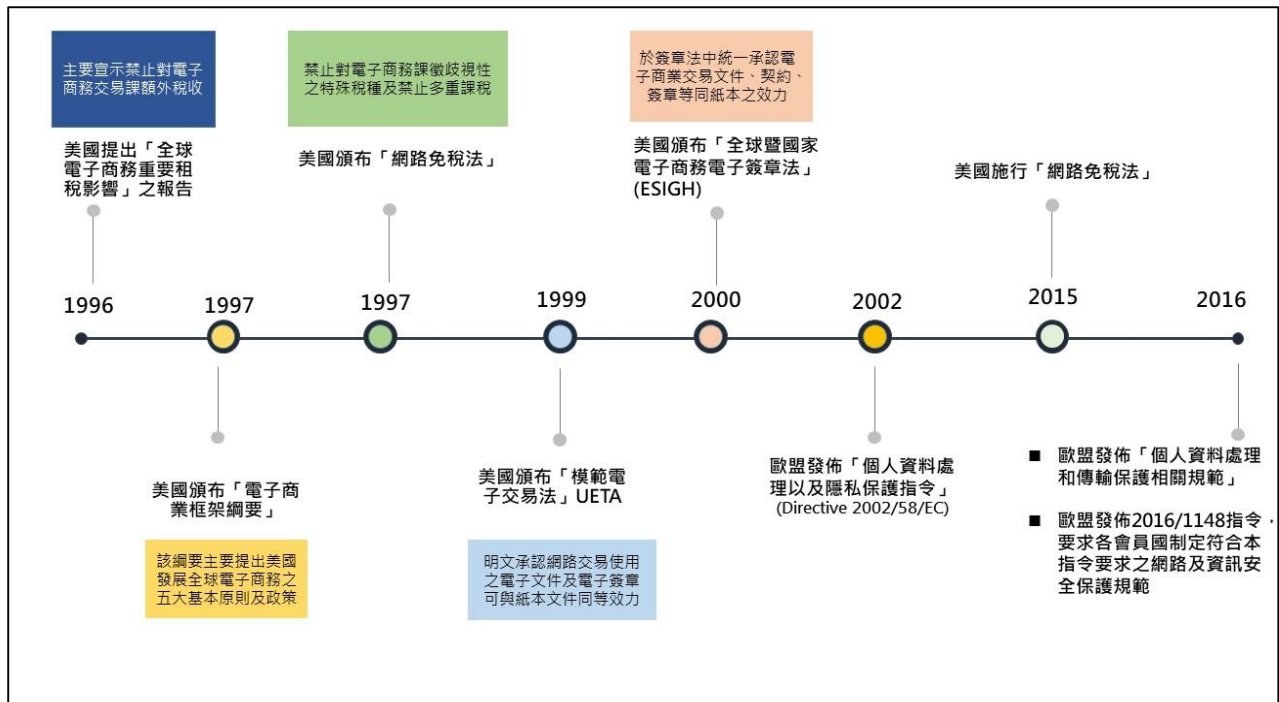 主要宣示禁止對電子
商務交易課額外稅收
美國提出「全球
電子商務重要租
稅影響」之報告
1996
1997
美國頒布「電子商
業框架綱要」
該綱要主要提出美國
發展全球電子商務之
五大基本原則及政策
禁止對電子商務課徵歧視性
之特殊稅種及禁止多重課稅
美國頒布「網路免稅法」
1997
1999
美國頒布「模範電
子交易法」UETA
明文承認網路交易使用
之電子文件及電子簽章
可與紙本文件同等效力
於簽章法中統一承認電
子商業交易文件、契約、
簽章等同紙本之效力
美國頒布「全球暨國家
電子商務電子簽章法」
(ESIGH)
2000
2002
歐盟發佈「個人資料處
理以及隱私保護指令」
(Directive 2002/58/EC)
美國施行「網路免稅法」
2015
2016
■ 歐盟發佈「個人資料處理
和傳輸保護相關規範」
■ 歐盟發佈2016/1148指令，
要求各會員國制定符合本
指令要求之網路及資訊安
全保護規範